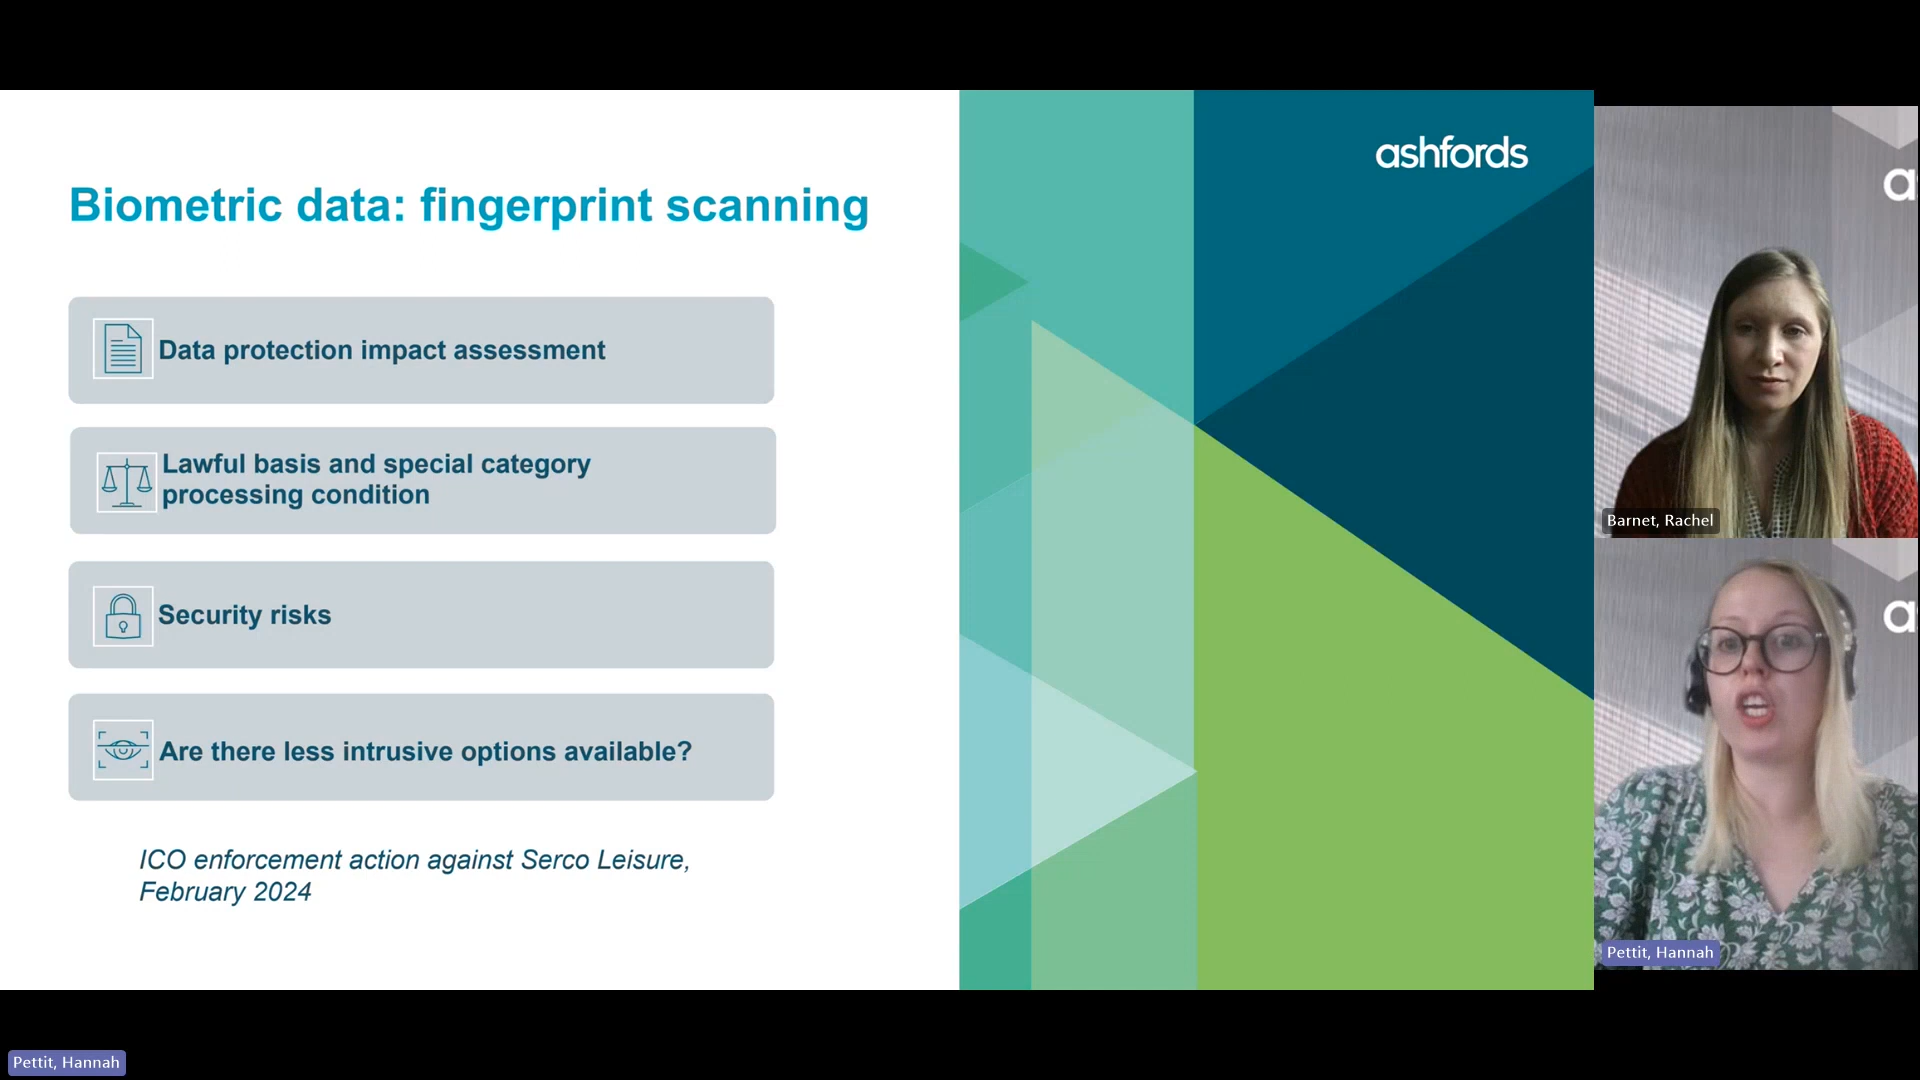 ashfords
Biometric data: fingerprint scanning
Data protection impact assessment
Lawful basis and special category
processing condition
Security risks
Are there less intrusive options available?
ICO enforcement action against Serco Leisure,
February 2024
a
Barnet, Rachel
a
Pettit, Hannah
Pettit, Hannah